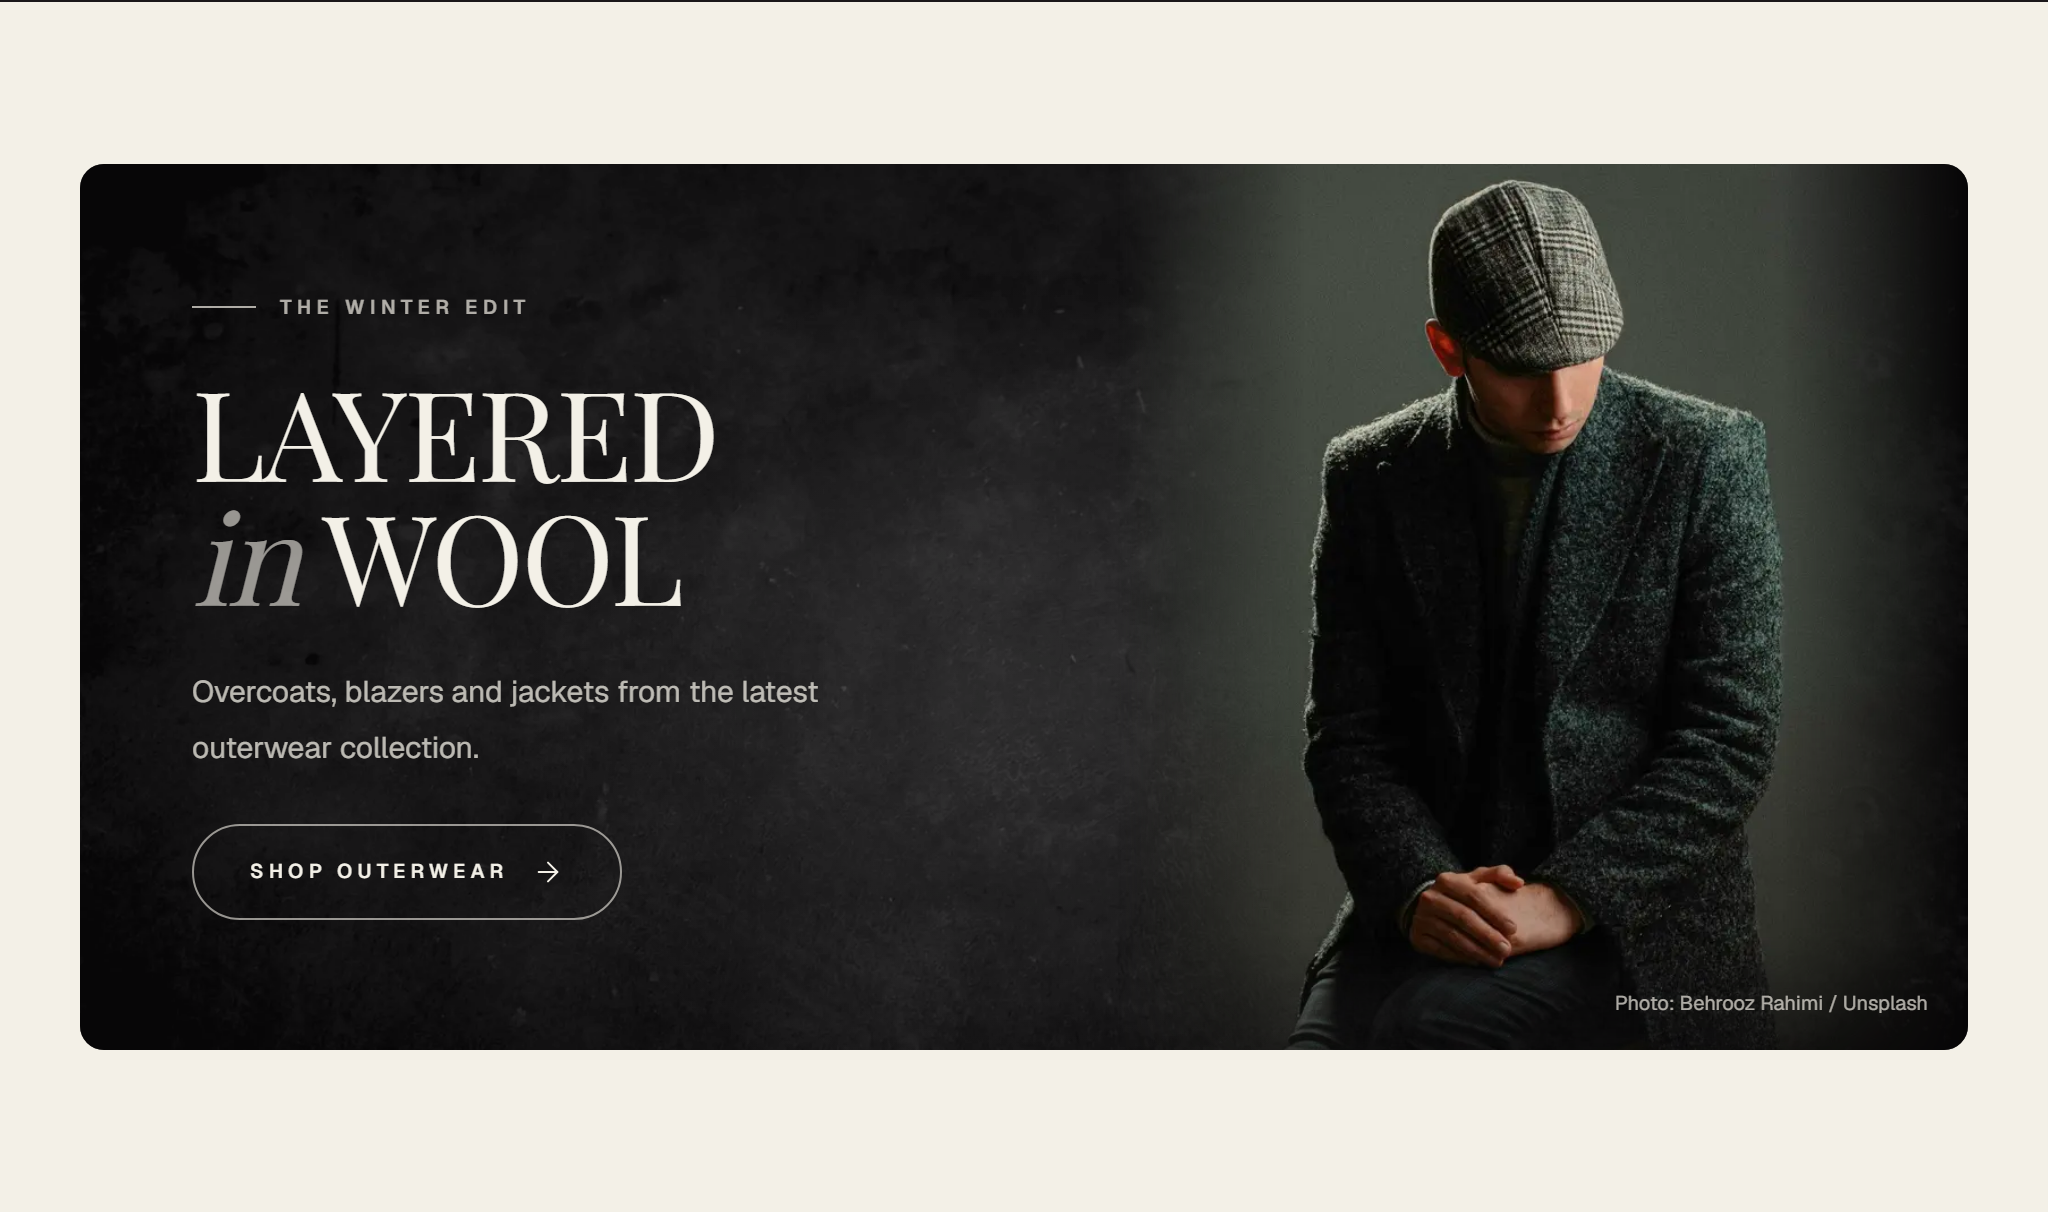 THE WINTER EDIT
LAYERED
in WOOL
Overcoats, blazers and jackets from the latest
outerwear collection.
SHOP OUTERWEAR →
Photo: Behrooz Rahimi / Unsplash